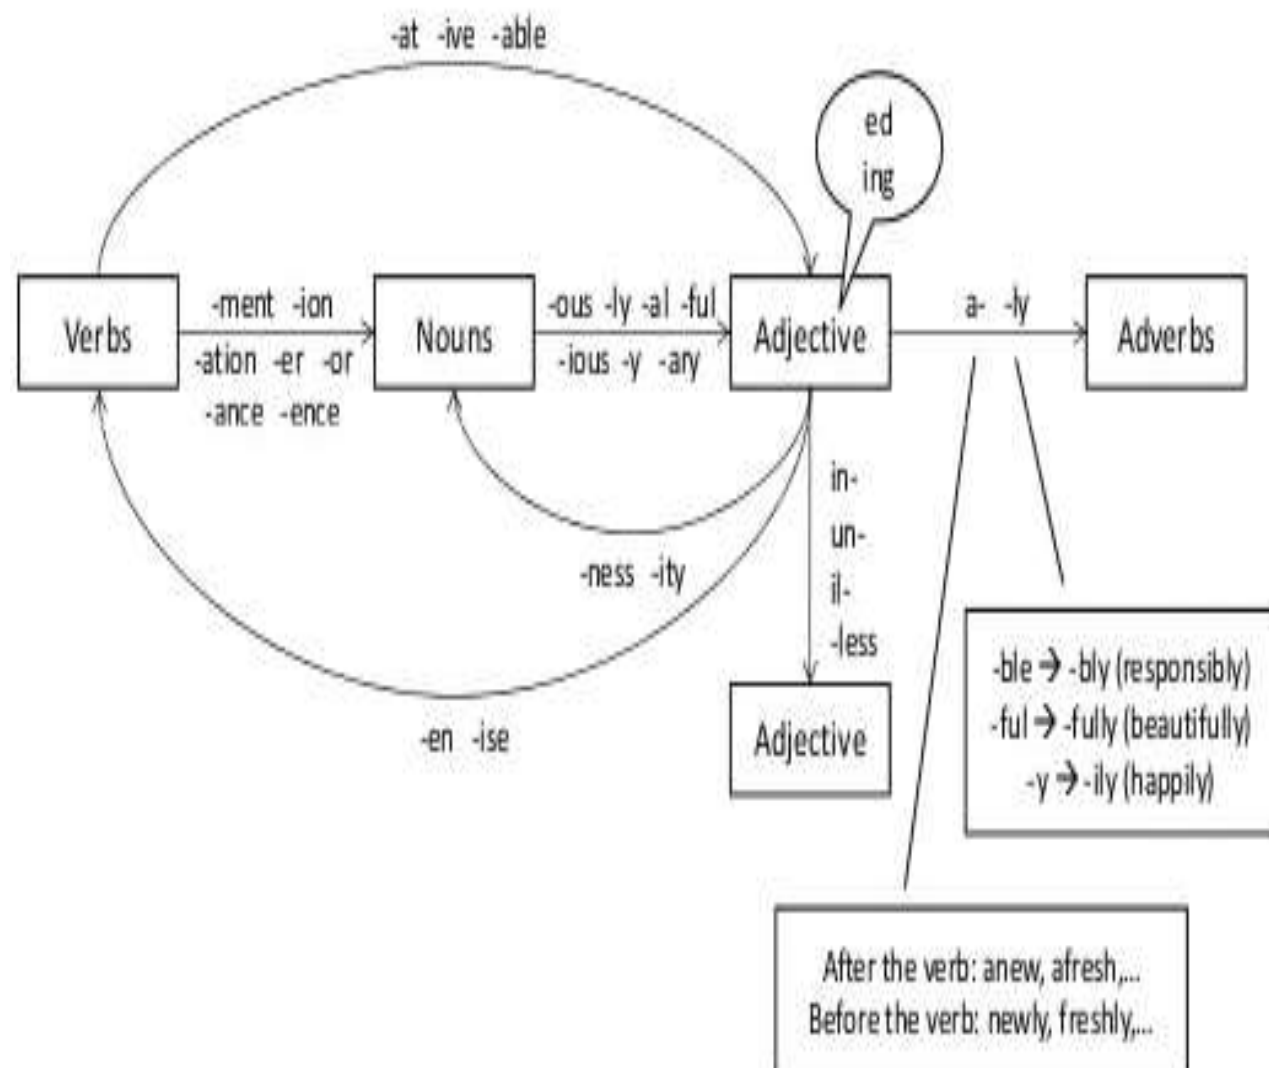 -at -ive -able
ed
ing
Verbs
-ment -ion
-ation -er -or
-ance -ence
Nouns
-ous -ly -al -ful
-ious -y -ary
Adjective
a- -ly
Adverbs
in-
un-
il-
-less
-ness -ity
-en -ise
Adjective
-ble → -bly (responsibly)
-ful → -fully (beautifully)
-y → -ily (happily)
After the verb: anew, afresh,...
Before the verb: newly, freshly,...